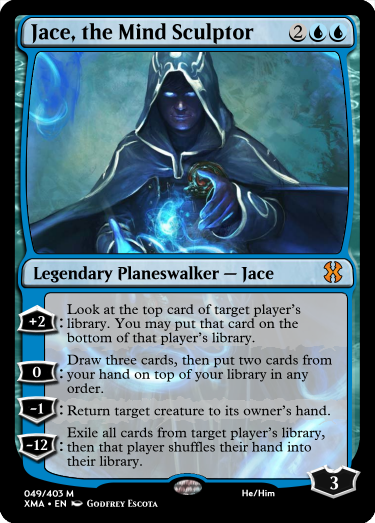 Jace, the Mind Sculptor 2
Legendary Planeswalker — Jace
+2: Look at the top card of target player's
library. You may put that card on the
bottom of that player's library.
0: Draw three cards, then put two cards from
your hand on top of your library in any
order.
-1: Return target creature to its owner's hand.
-12: Exile all cards from target player's library,
then that player shuffles their hand into
their library.
3
049/403 M He/Him
XMA • EN Godfrey Escota